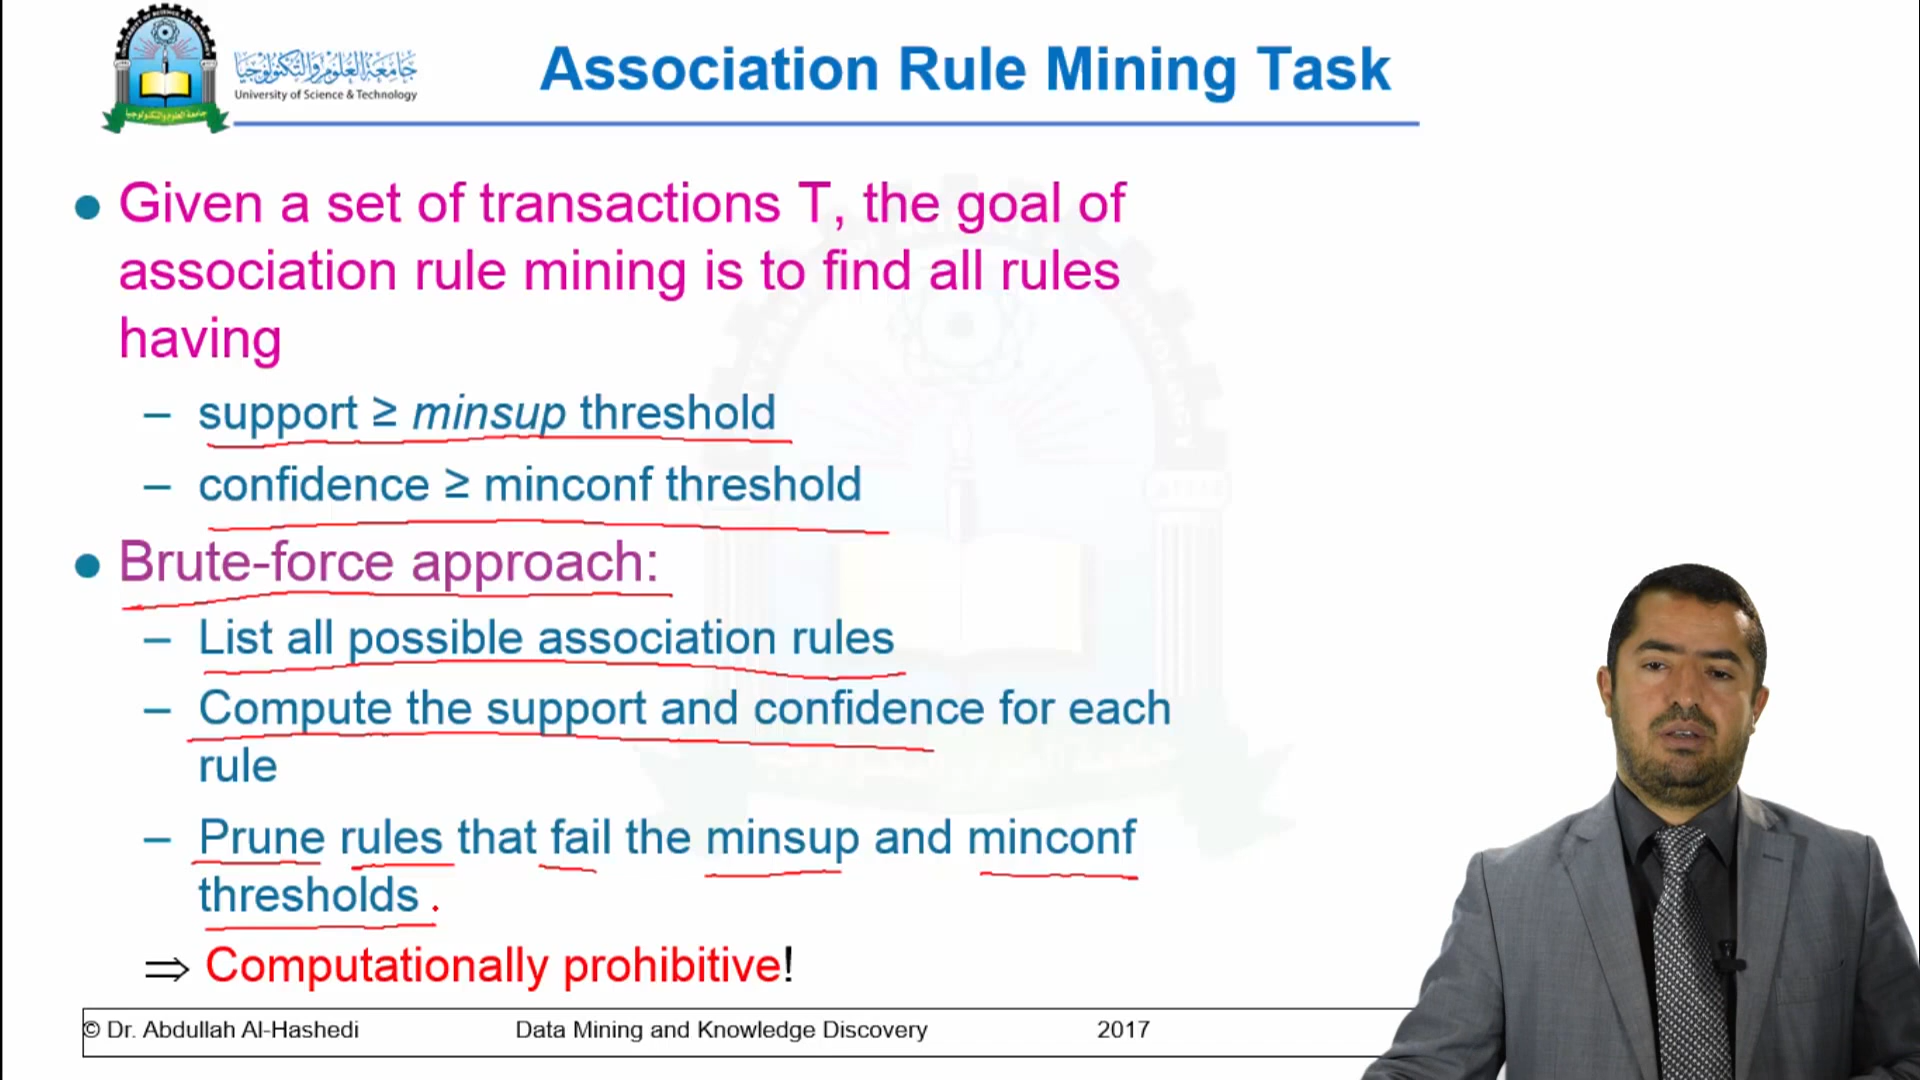 جامعة العلوم والتكنولوجيا
University of Science & Technology
Association Rule Mining Task
● Given a set of transactions T, the goal of
association rule mining is to find all rules
having
– support ≥ minsup threshold
– confidence ≥ minconf threshold
● Brute-force approach:
– List all possible association rules
– Compute the support and confidence for each
rule
– Prune rules that fail the minsup and minconf
thresholds .
⇒ Computationally prohibitive!
© Dr. Abdullah Al-Hashedi Data Mining and Knowledge Discovery 2017